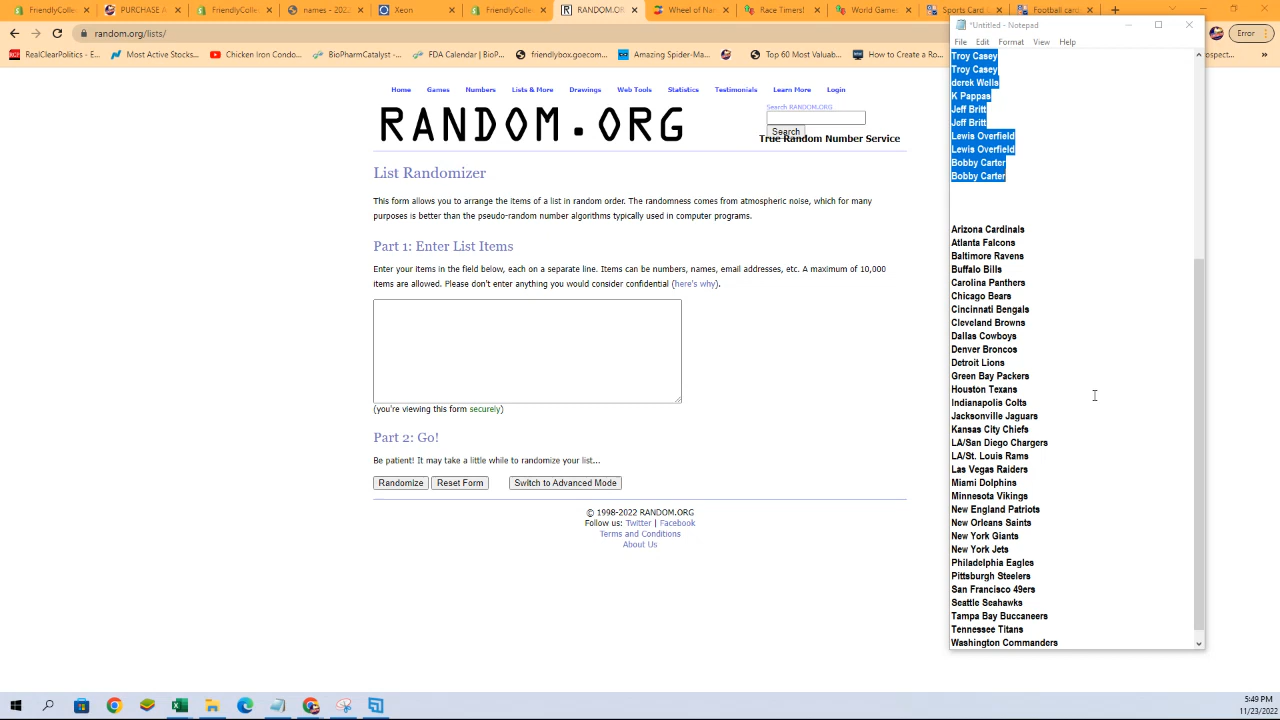 FriendlyColle
PURCHASE A
FriendlyColle
names - 202
Xeon
FriendlyColle
RANDOM.OR
Wheel of Nar
Race Timers!
World Games
Sports Card
Football card
random.org/lists/
Error
RealClearPolitics - E...
Most Active Stocks...
Chicken Test
BiopharmCatalyst -...
FDA Calendar | BioP...
friendlyyugoecom...
Amazing Spider-Ma...
Top 60 Most Valuab...
How to Create a Ro...
ospect...
Home Games Numbers Lists & More Drawings Web Tools Statistics Testimonials Learn More Login
RANDOM.ORG
Search RANDOM.ORG
Search
True Random Number Service
List Randomizer
This form allows you to arrange the items of a list in random order. The randomness comes from atmospheric noise, which for many
purposes is better than the pseudo-random number algorithms typically used in computer programs.
Part 1: Enter List Items
Enter your items in the field below, each on a separate line. Items can be numbers, names, email addresses, etc. A maximum of 10,000
items are allowed. Please don't enter anything you would consider confidential (here's why).
(you're viewing this form securely)
Part 2: Go!
Be patient! It may take a little while to randomize your list...
Randomize Reset Form Switch to Advanced Mode
© 1998-2022 RANDOM.ORG
Follow us: Twitter | Facebook
Terms and Conditions
About Us
*Untitled - Notepad
File Edit Format View Help
Troy Casey
Troy Casey
derek Wells
K Pappas
Jeff Britt
Jeff Britt
Lewis Overfield
Lewis Overfield
Bobby Carter
Bobby Carter
Arizona Cardinals
Atlanta Falcons
Baltimore Ravens
Buffalo Bills
Carolina Panthers
Chicago Bears
Cincinnati Bengals
Cleveland Browns
Dallas Cowboys
Denver Broncos
Detroit Lions
Green Bay Packers
Houston Texans
Indianapolis Colts
Jacksonville Jaguars
Kansas City Chiefs
LA/San Diego Chargers
LA/St. Louis Rams
Las Vegas Raiders
Miami Dolphins
Minnesota Vikings
New England Patriots
New Orleans Saints
New York Giants
New York Jets
Philadelphia Eagles
Pittsburgh Steelers
San Francisco 49ers
Seattle Seahawks
Tampa Bay Buccaneers
Tennessee Titans
Washington Commanders
5:49 PM
11/23/2022